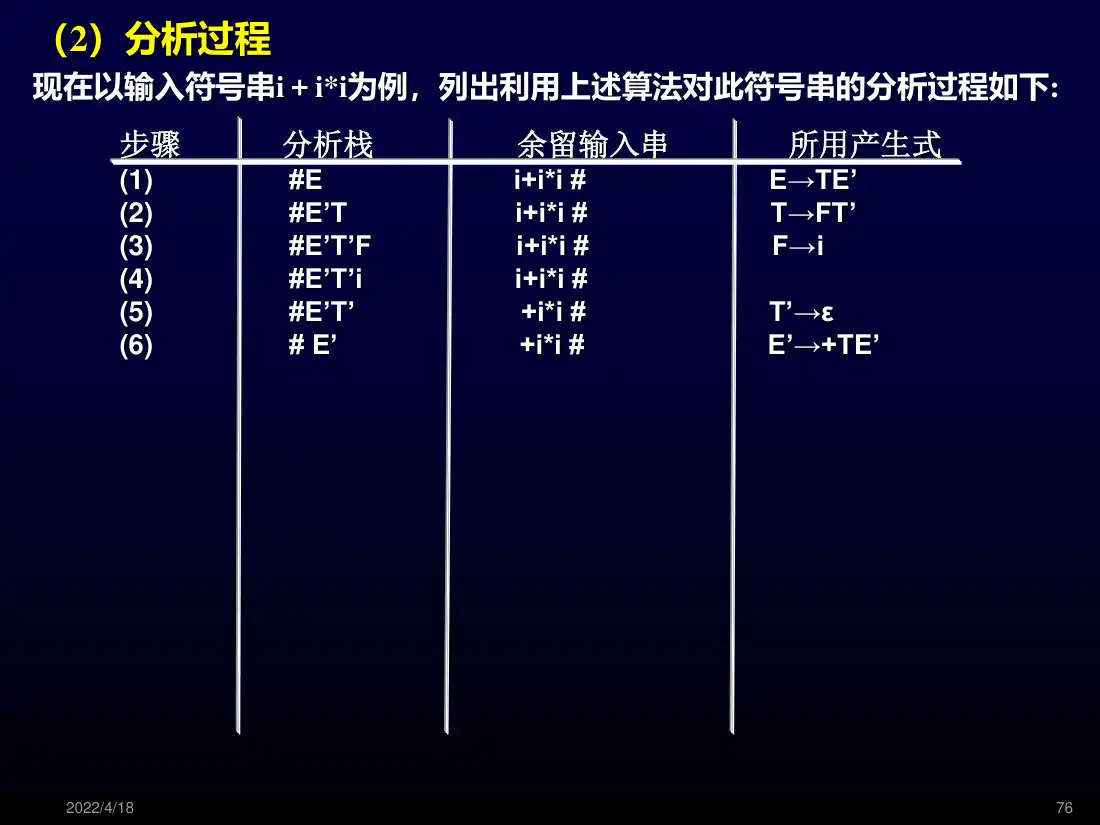 （2）分析过程
现在以输入符号串i + i*i为例，列出利用上述算法对此符号串的分析过程如下:
步骤 分析栈 余留输入串 所用产生式
(1) #E i+i*i # E→TE’
(2) #E’T i+i*i # T→FT’
(3) #E’T’F i+i*i # F→i
(4) #E’T’i i+i*i #
(5) #E’T’ +i*i # T’→ε
(6) # E’ +i*i # E’→+TE’
2022/4/18 76